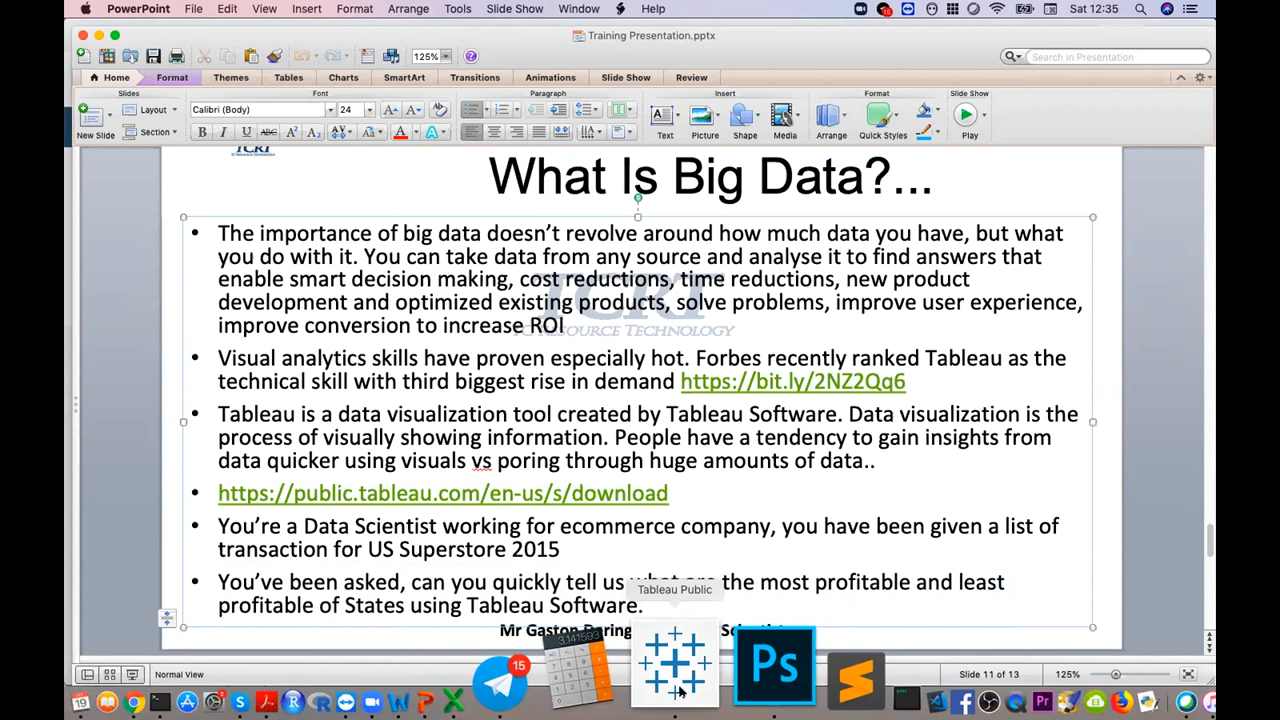 PowerPoint File Edit View Insert Format Arrange Tools Slide Show Window Help Sat 12:35
Training Presentation.pptx
125% Search in Presentation
Home Format Themes Tables Charts SmartArt Transitions Animations Slide Show Review
Slides Font Paragraph Insert Format Slide Show
Layout Calibri (Body) 24
New Slide Section Text Picture Shape Media Arrange Quick Styles Play
TCRT
What Is Big Data?...
• The importance of big data doesn’t revolve around how much data you have, but what
you do with it. You can take data from any source and analyse it to find answers that
enable smart decision making, cost reductions, time reductions, new product
development and optimized existing products, solve problems, improve user experience,
improve conversion to increase ROI
• Visual analytics skills have proven especially hot. Forbes recently ranked Tableau as the
technical skill with third biggest rise in demand https://bit.ly/2NZ2Qq6
• Tableau is a data visualization tool created by Tableau Software. Data visualization is the
process of visually showing information. People have a tendency to gain insights from
data quicker using visuals vs poring through huge amounts of data..
• https://public.tableau.com/en-us/s/download
• You’re a Data Scientist working for ecommerce company, you have been given a list of
transaction for US Superstore 2015
• You’ve been asked, can you quickly tell us what are the most profitable and least
profitable of States using Tableau Software.
Tableau Public
Mr Gaston
3.141593
15
Ps
Normal View Slide 11 of 13 125%